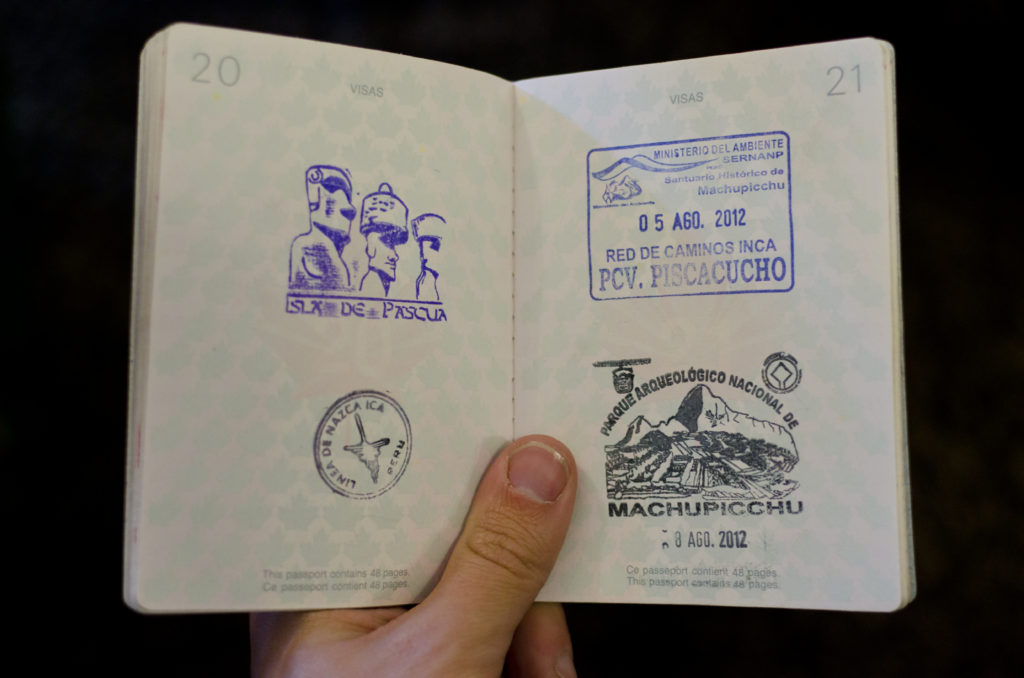 20
VISAS
ISLA DE PASCUA
LINEA DE NAZCA ICA
PERU
This passport contains 48 pages.
Ce passeport contient 48 pages.
21
VISAS
MINISTERIO DEL AMBIENTE
SERNANP
Santuario Histórico de
Machupicchu
Ministerio del Ambiente
05 AGO. 2012
RED DE CAMINOS INCA
PCV. PISCACUCHO
PARQUE ARQUEOLÓGICO NACIONAL DE
MACHUPICCHU
8 AGO. 2012
Ce passeport contient 48 pages.
This passport contains 48 pages.